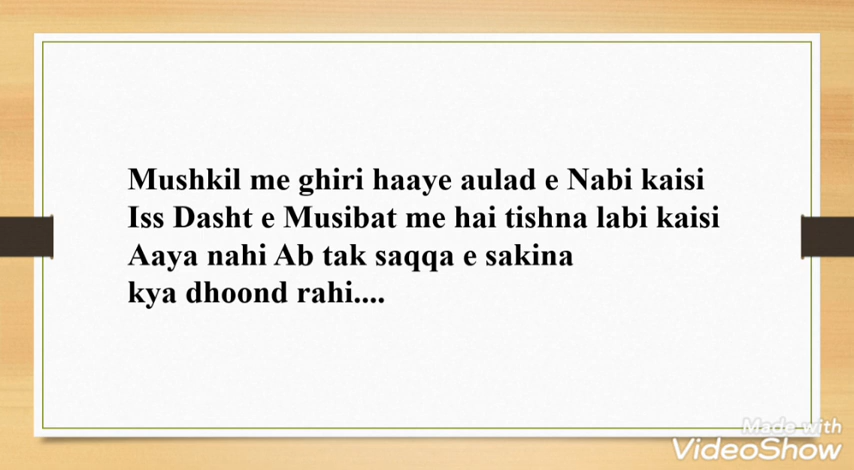 Mushkil me ghiri haaye aulad e Nabi kaisi
Iss Dasht e Musibat me hai tishna labi kaisi
Aaya nahi Ab tak saqqa e sakina
kya dhoond rahi....
Made with
VideoShow